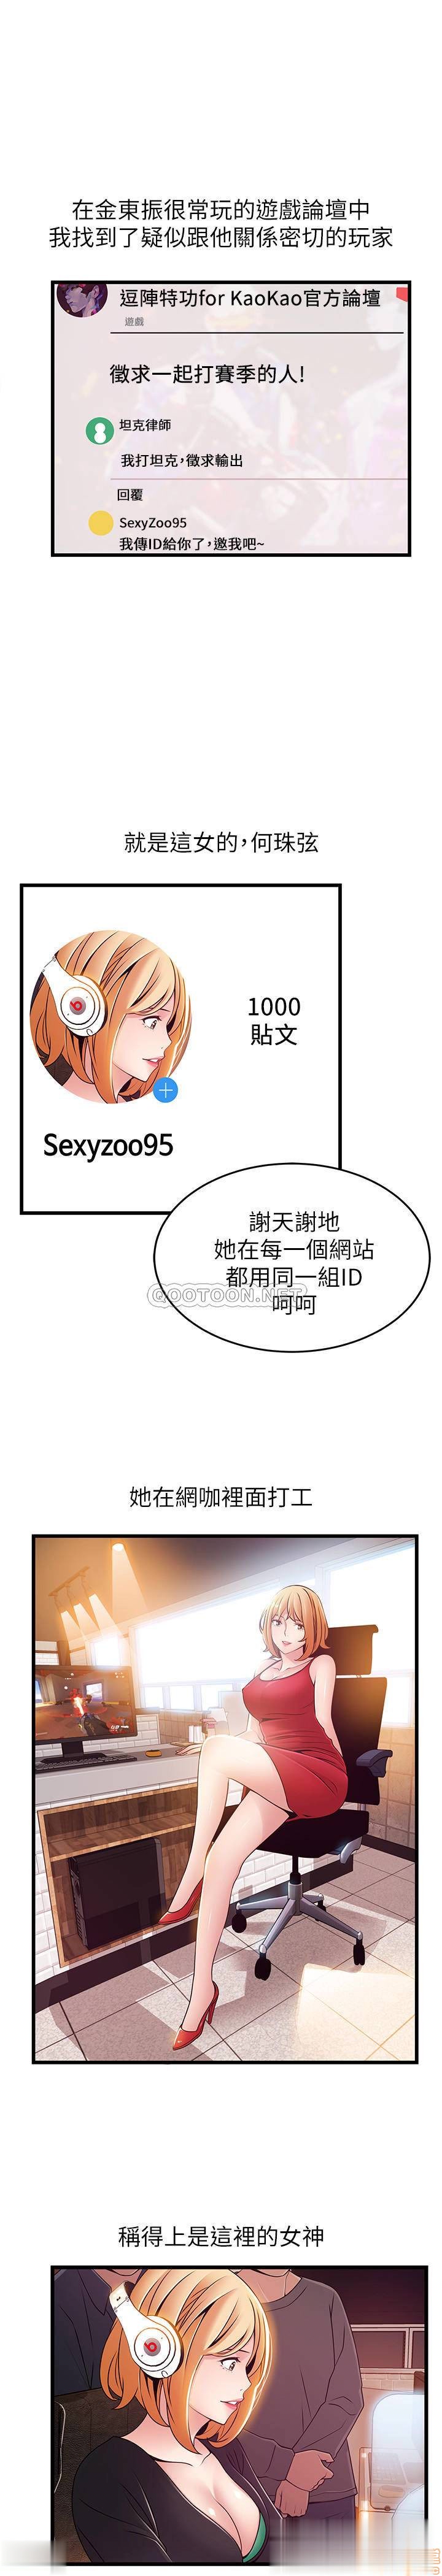 在金東振很常玩的遊戲論壇中
我找到了疑似跟他關係密切的玩家
逗陣特功for KaoKao官方論壇
遊戲
徵求一起打賽季的人!
坦克律師
我打坦克,徵求輸出
回覆
SexyZoo95
我傳ID給你了,邀我吧~
就是這女的,何珠弦
1000
貼文
Sexyzoo95
謝天謝地
她在每一個網站
都用同一組ID
呵呵
QOOTOON.NET
她在網咖裡面打工
稱得上是這裡的女神